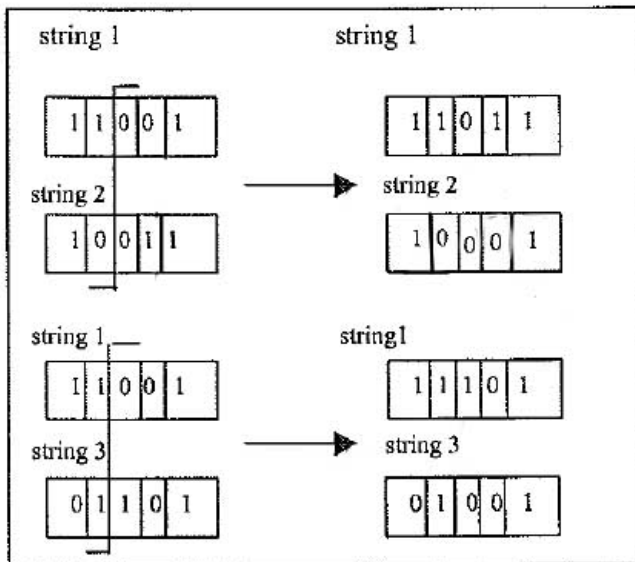 string 1
string 1
1 1 0 0 1
1 1 0 1 1
string 2
string 2
1 0 0 1 1
1 0 0 0 1
string 1
string1
1 1 0 0 1
1 1 1 0 1
string 3
string 3
0 1 1 0 1
0 1 0 0 1